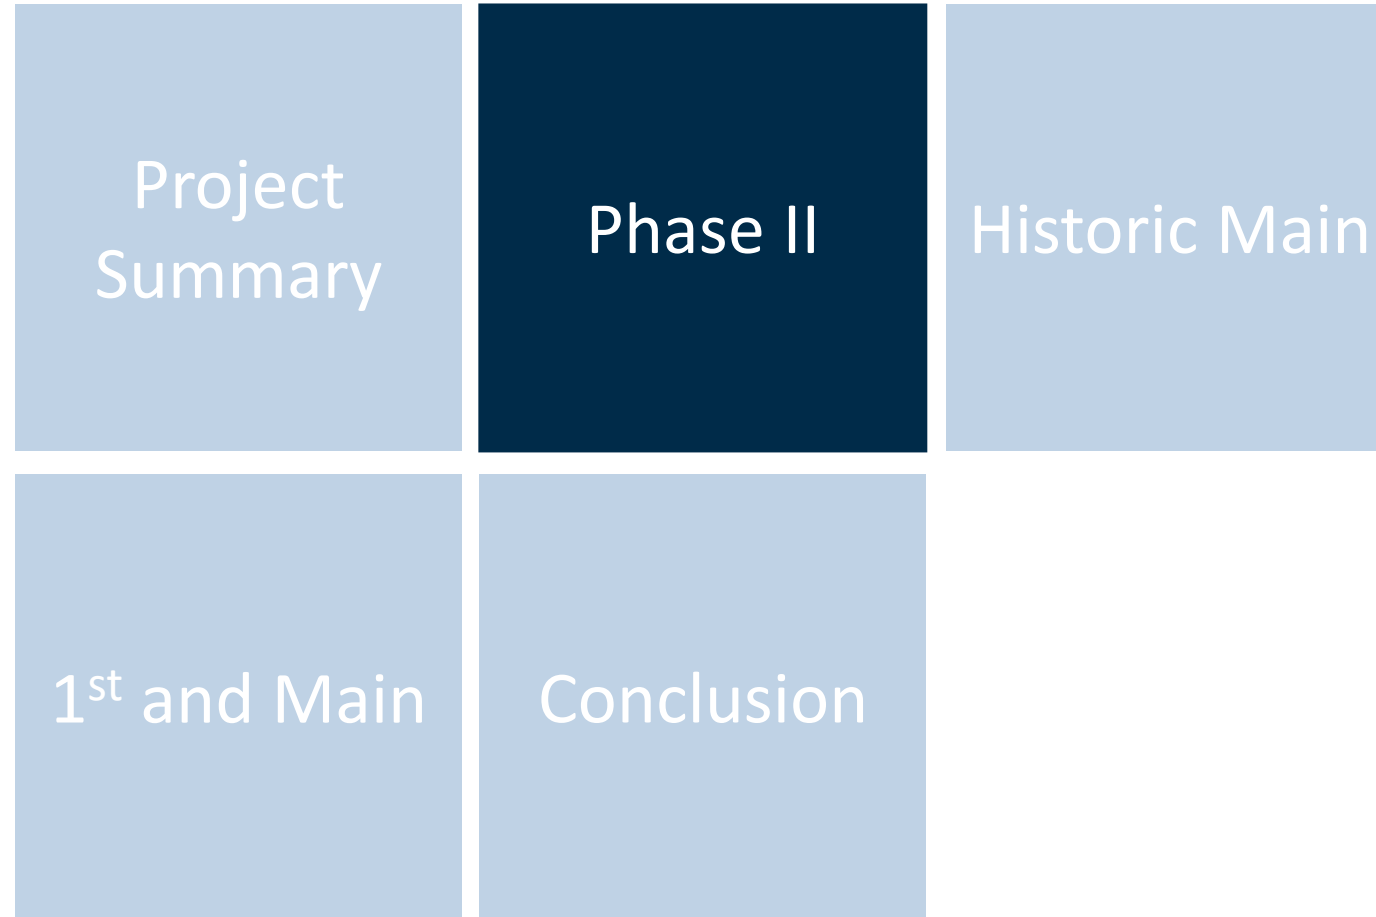 Project
Summary
Phase II
Historic Main
1st and Main
Conclusion